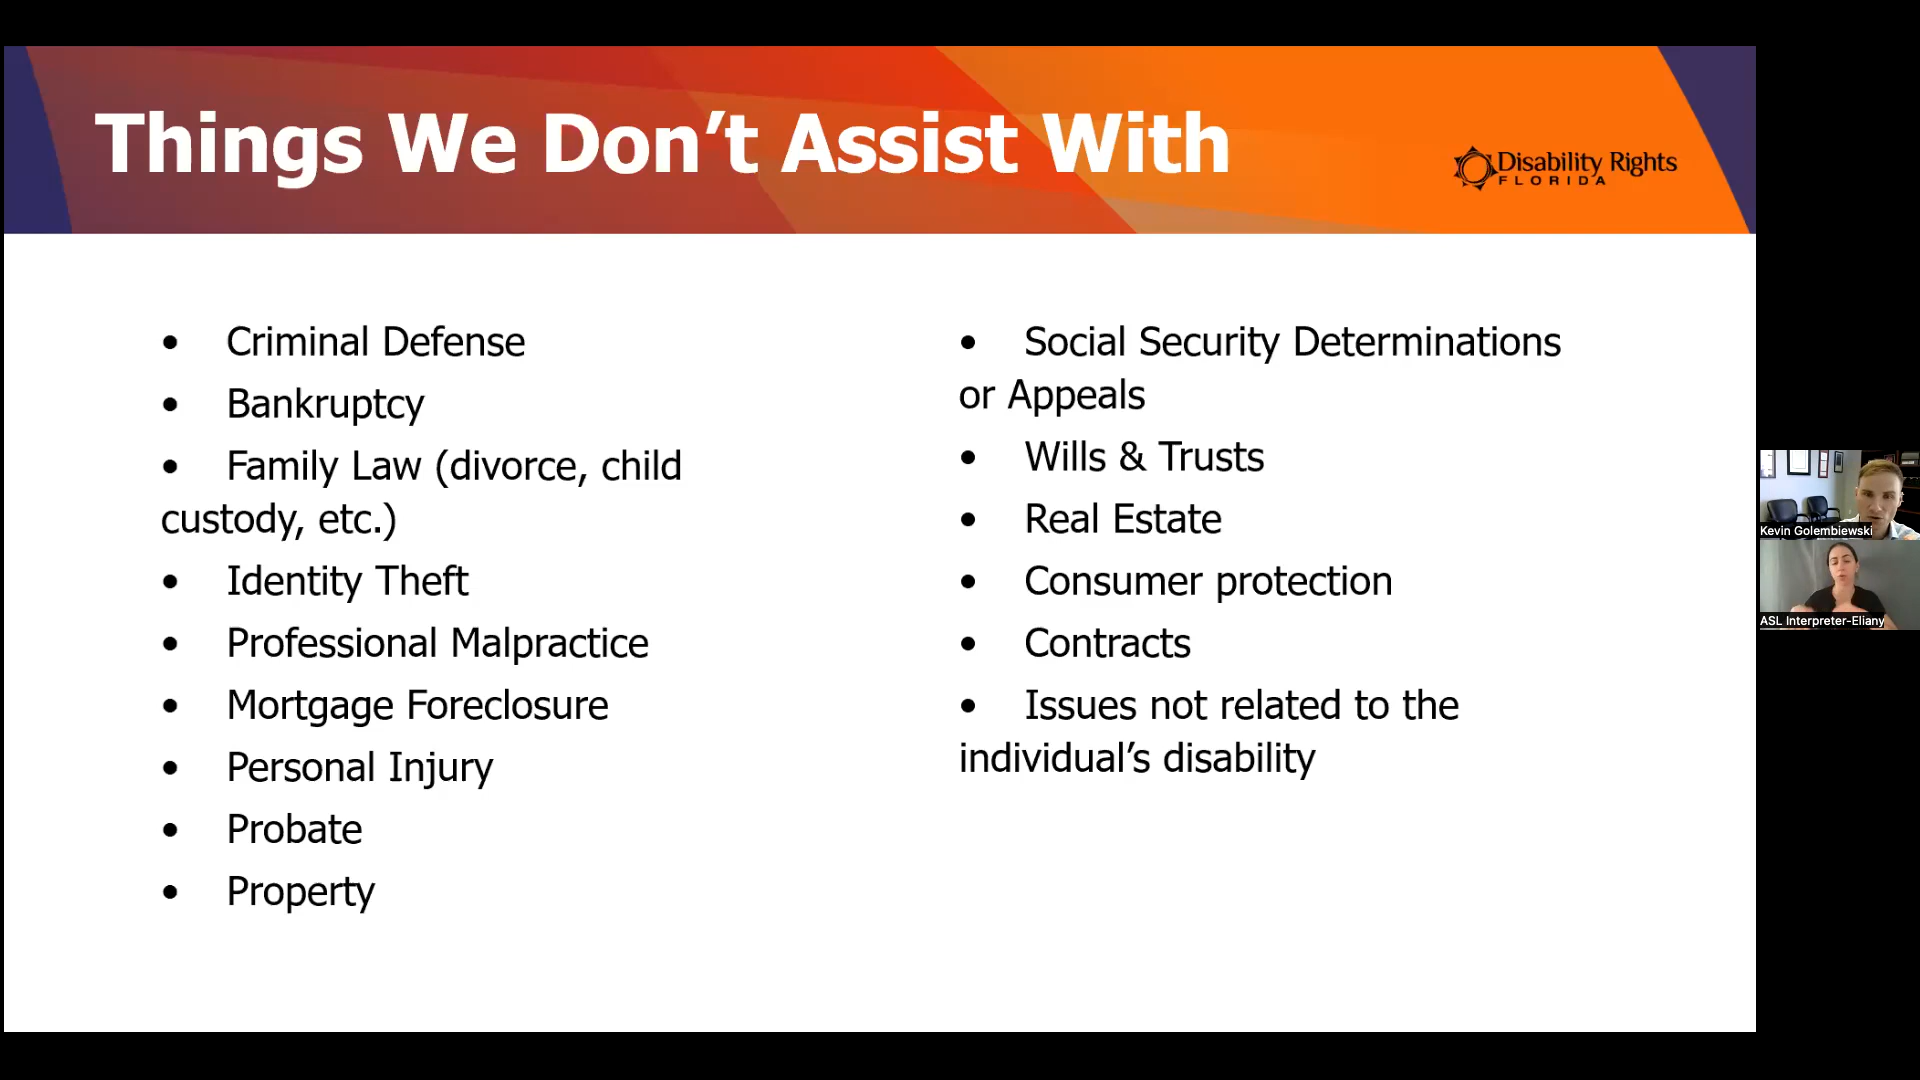 Things We Don’t Assist With
Disability Rights
FLORIDA
• Criminal Defense
• Bankruptcy
• Family Law (divorce, child
custody, etc.)
• Identity Theft
• Professional Malpractice
• Mortgage Foreclosure
• Personal Injury
• Probate
• Property
• Social Security Determinations
or Appeals
• Wills & Trusts
• Real Estate
• Consumer protection
• Contracts
• Issues not related to the
individual’s disability
Kevin Golembiewski
ASL Interpreter-Eliany